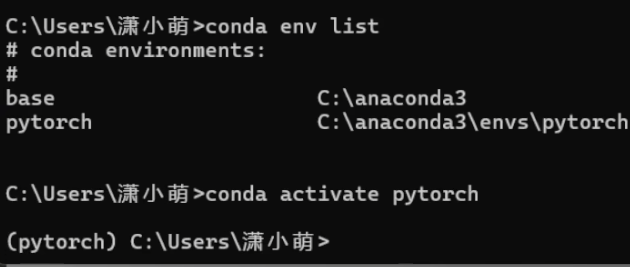 C:\Users\潇小萌>conda env list
# conda environments:
#
base                     C:\anaconda3
pytorch                  C:\anaconda3\envs\pytorch
C:\Users\潇小萌>conda activate pytorch
(pytorch) C:\Users\潇小萌>